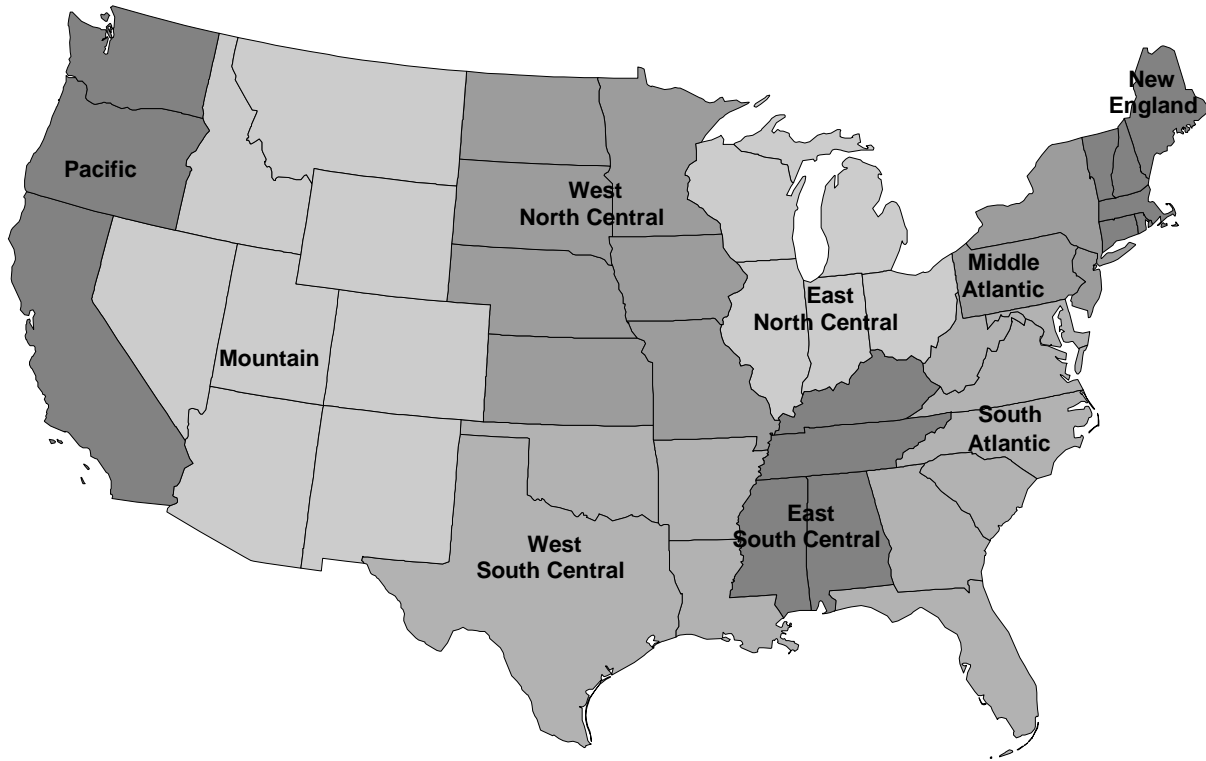 New
England
Pacific
West
North Central
Middle
Atlantic
East
North Central
Mountain
South
Atlantic
East
South Central
West
South Central